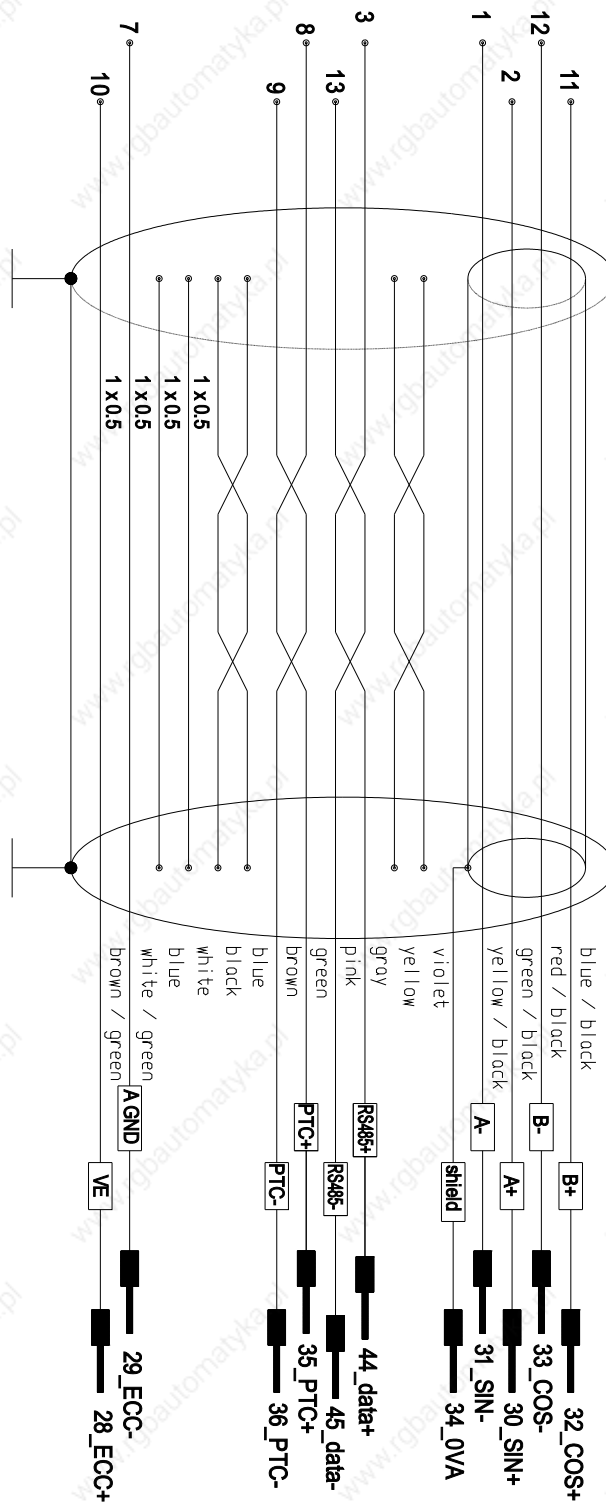 11
12
2
1
3
13
8
9
7
10
1 x 0.5
1 x 0.5
1 x 0.5
1 x 0.5
blue / black
red / black
green / black
yellow / black
violet
yellow
gray
pink
green
brown
blue
black
white
blue
white / green
brown / green
B+
B-
A+
A-
shield
RS485+
RS485-
PTC+
PTC-
A GND
VE
32_COS+
33_COS-
30_SIN+
31_SIN-
34_0VA
44_data+
45_data-
35_PTC+
36_PTC-
29_ECC-
28_ECC+
www.rgbautomatyka.pl